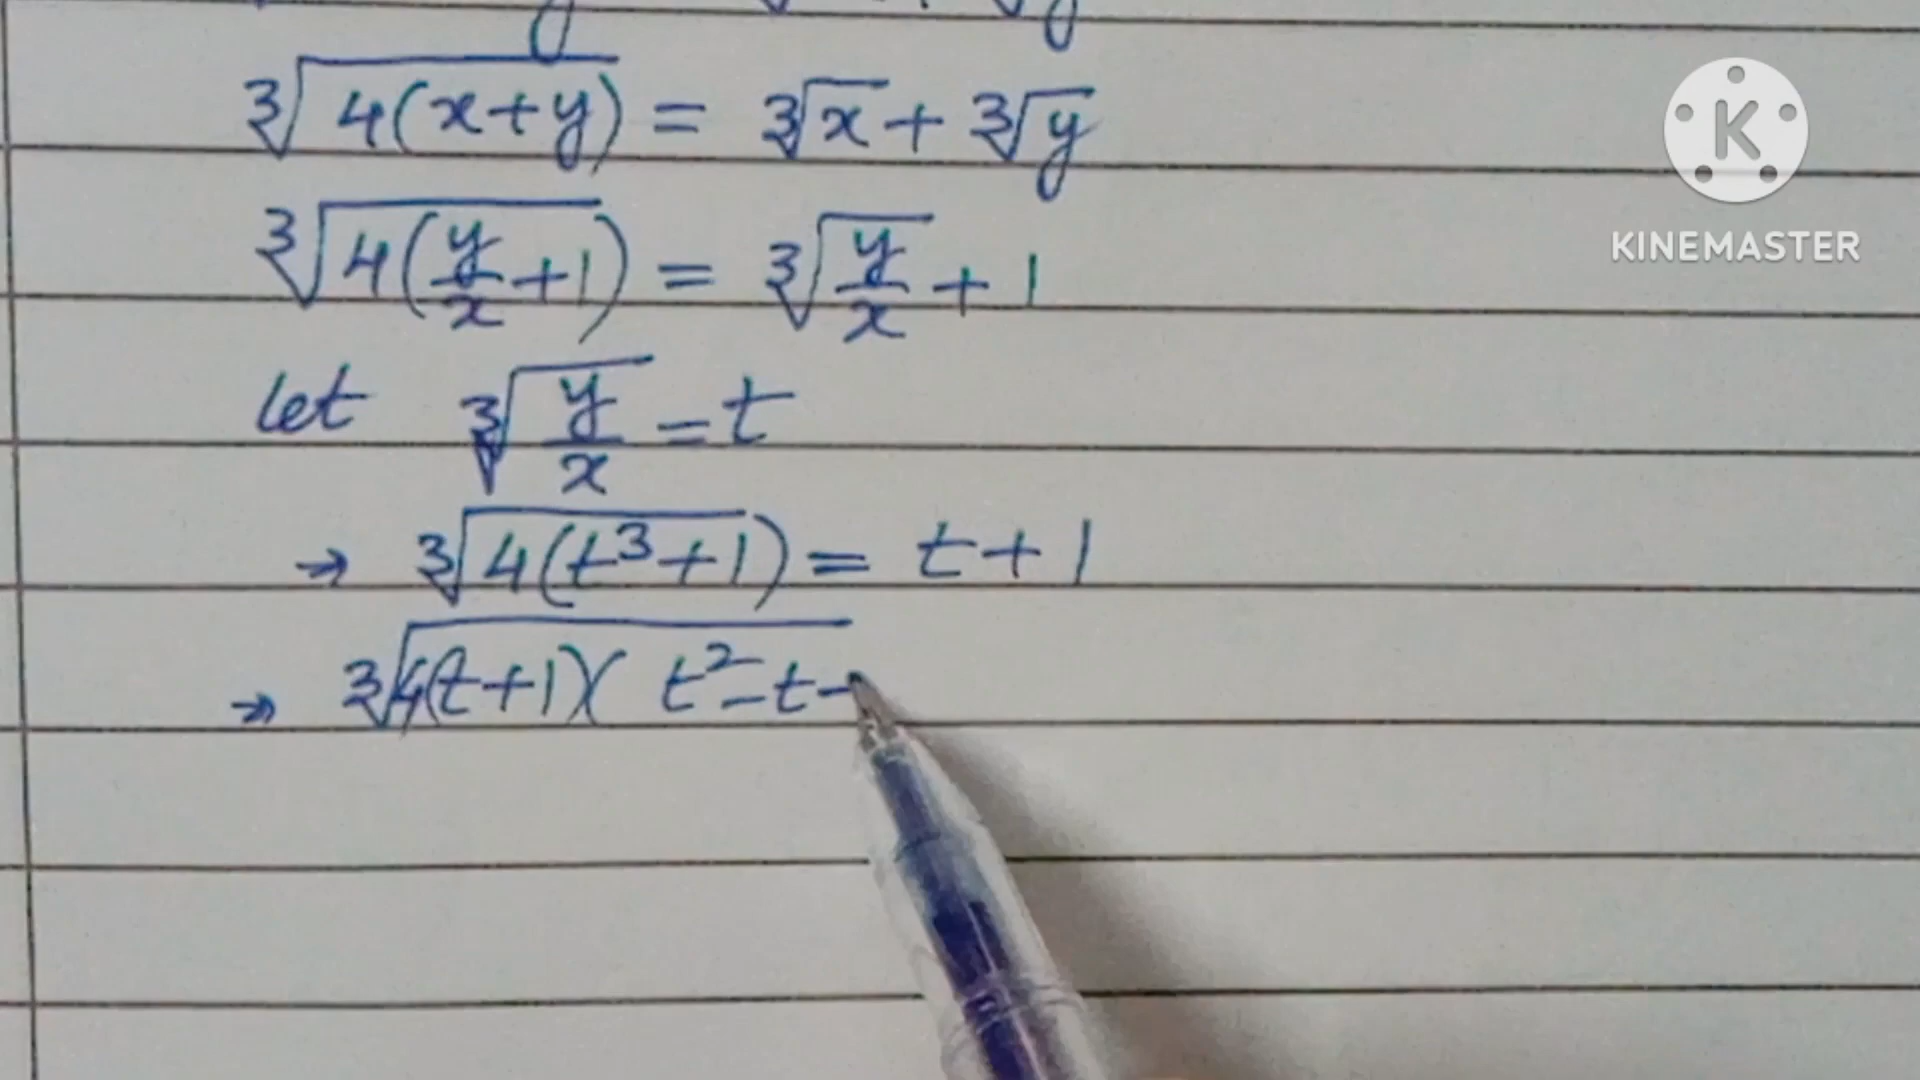 ∛4(x+y) = ∛x + ∛y
K
KINEMASTER
∛4(y/x+1) = ∛y/x + 1
let ∛y/x = t
→ ∛4(t³+1) = t+1
→ ∛4(t+1)( t²-t-